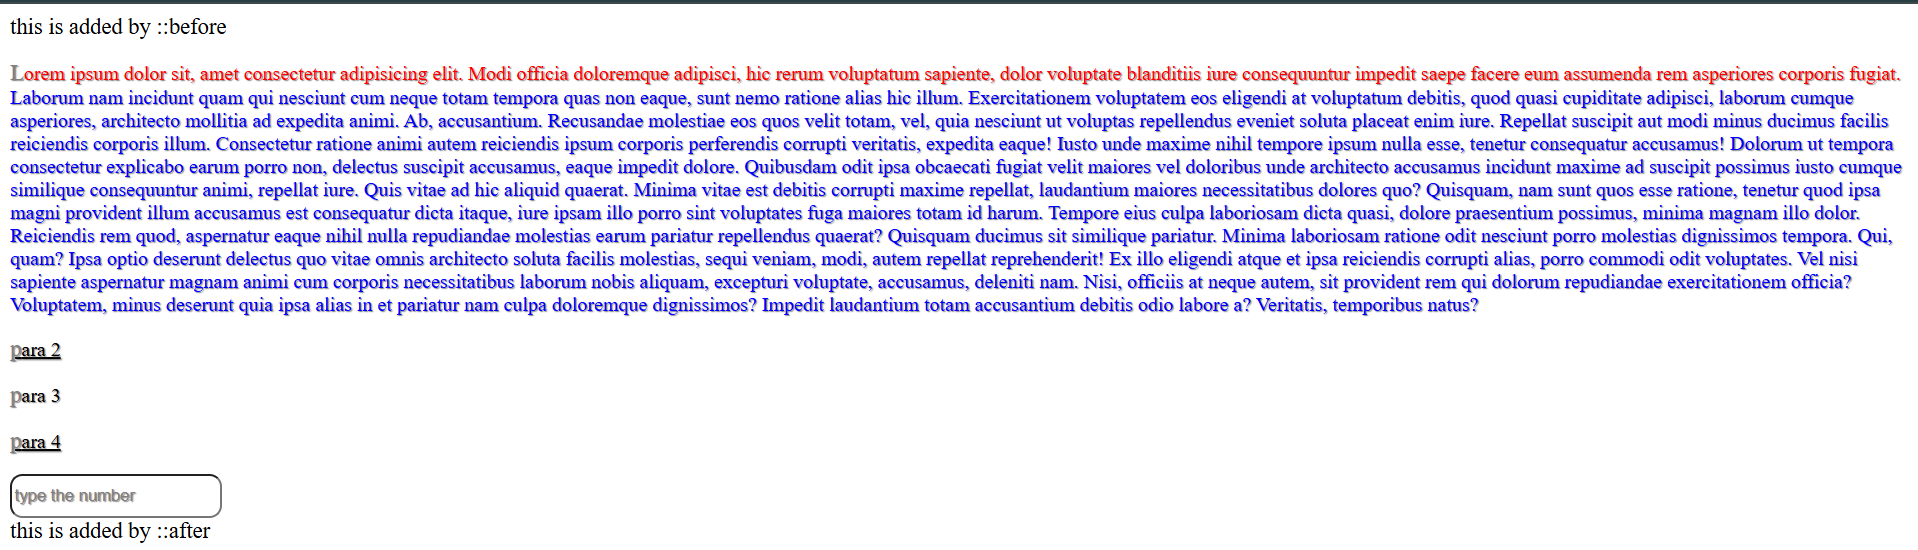 this is added by ::before
Lorem ipsum dolor sit, amet consectetur adipisicing elit. Modi officia doloremque adipisci, hic rerum voluptatum sapiente, dolor voluptate blanditiis iure consequuntur impedit saepe facere eum assumenda rem asperiores corporis fugiat.
Laborum nam incidunt quam qui nesciunt cum neque totam tempora quas non eaque, sunt nemo ratione alias hic illum. Exercitationem voluptatem eos eligendi at voluptatum debitis, quod quasi cupiditate adipisci, laborum cumque
asperiores, architecto mollitia ad expedita animi. Ab, accusantium. Recusandae molestiae eos quos velit totam, vel, quia nesciunt ut voluptas repellendus eveniet soluta placeat enim iure. Repellat suscipit aut modi minus ducimus facilis
reiciendis corporis illum. Consectetur ratione animi autem reiciendis ipsum corporis perferendis corrupti veritatis, expedita eaque! Iusto unde maxime nihil tempore ipsum nulla esse, tenetur consequatur accusamus! Dolorum ut tempora
consectetur explicabo earum porro non, delectus suscipit accusamus, eaque impedit dolore. Quibusdam odit ipsa obcaecati fugiat velit maiores vel doloribus unde architecto accusamus incidunt maxime ad suscipit possimus iusto cumque
similique consequuntur animi, repellat iure. Quis vitae ad hic aliquid quaerat. Minima vitae est debitis corrupti maxime repellat, laudantium maiores necessitatibus dolores quo? Quisquam, nam sunt quos esse ratione, tenetur quod ipsa
magni provident illum accusamus est consequatur dicta itaque, iure ipsam illo porro sint voluptates fuga maiores totam id harum. Tempore eius culpa laboriosam dicta quasi, dolore praesentium possimus, minima magnam illo dolor.
Reiciendis rem quod, aspernatur eaque nihil nulla repudiandae molestias earum pariatur repellendus quaerat? Quisquam ducimus sit similique pariatur. Minima laboriosam ratione odit nesciunt porro molestias dignissimos tempora. Qui,
quam? Ipsa optio deserunt delectus quo vitae omnis architecto soluta facilis molestias, sequi veniam, modi, autem repellat reprehenderit! Ex illo eligendi atque et ipsa reiciendis corrupti alias, porro commodi odit voluptates. Vel nisi
sapiente aspernatur magnam animi cum corporis necessitatibus laborum nobis aliquam, excepturi voluptate, accusamus, deleniti nam. Nisi, officiis at neque autem, sit provident rem qui dolorum repudiandae exercitationem officia?
Voluptatem, minus deserunt quia ipsa alias in et pariatur nam culpa doloremque dignissimos? Impedit laudantium totam accusantium debitis odio labore a? Veritatis, temporibus natus?
para 2
para 3
para 4
type the number
this is added by ::after